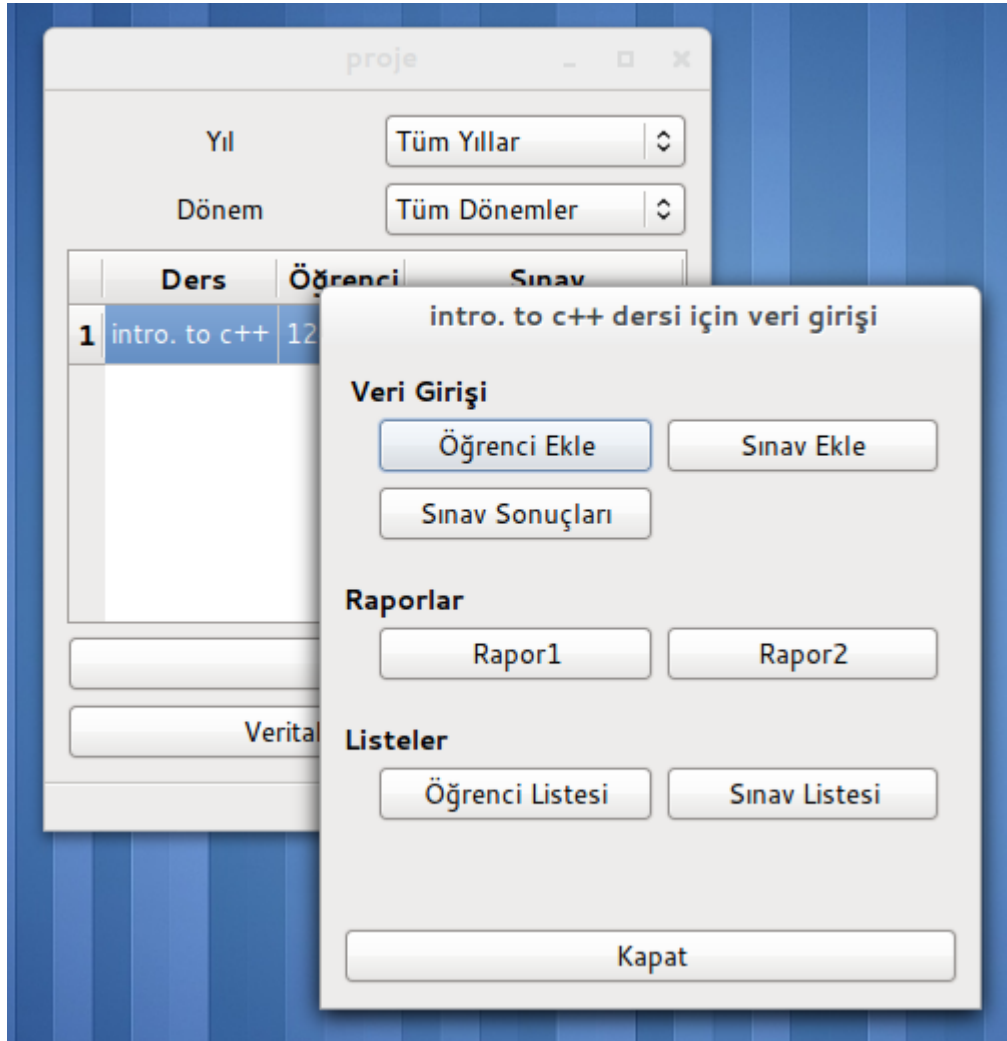 proje
Yıl Tüm Yıllar
Dönem Tüm Dönemler
Ders Öğrenci Sınav
1 intro. to c++ 12
intro. to c++ dersi için veri girişi
Veri Girişi
Öğrenci Ekle Sınav Ekle
Sınav Sonuçları
Raporlar
Rapor1 Rapor2
Listeler
Öğrenci Listesi Sınav Listesi
Kapat